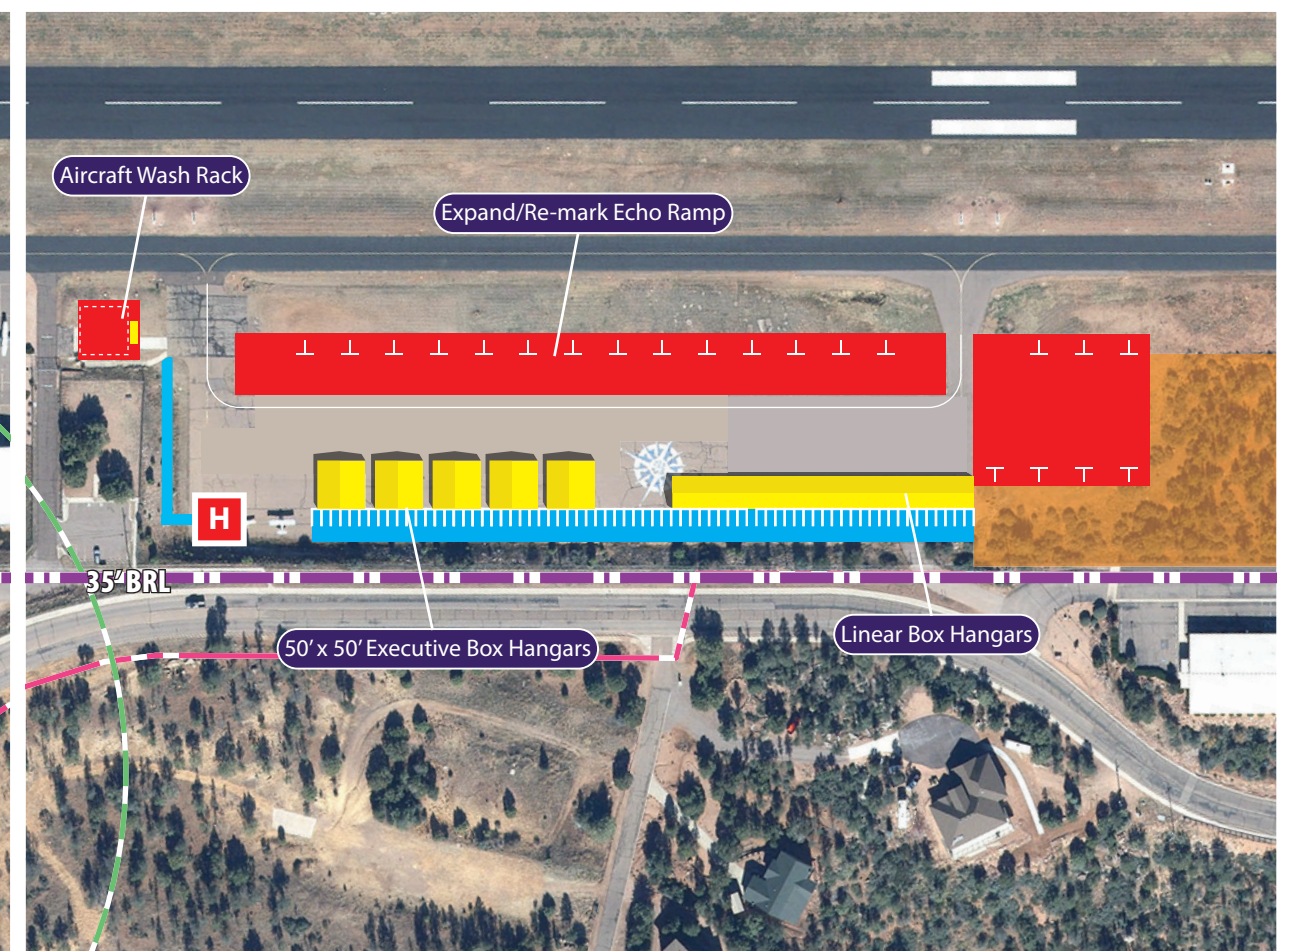 Aircraft Wash Rack
Expand/Re-mark Echo Ramp
H
35' BRL
50' x 50' Executive Box Hangars
Linear Box Hangars